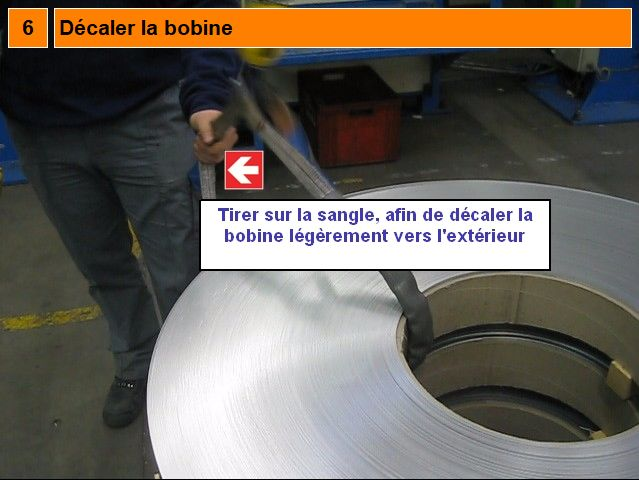 6 Décaler la bobine
Tirer sur la sangle, afin de décaler la
bobine légèrement vers l'extérieur